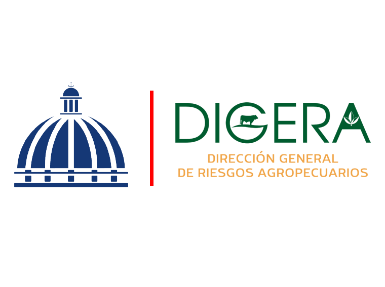 DIGERA
DIRECCIÓN GENERAL
DE RIESGOS AGROPECUARIOS